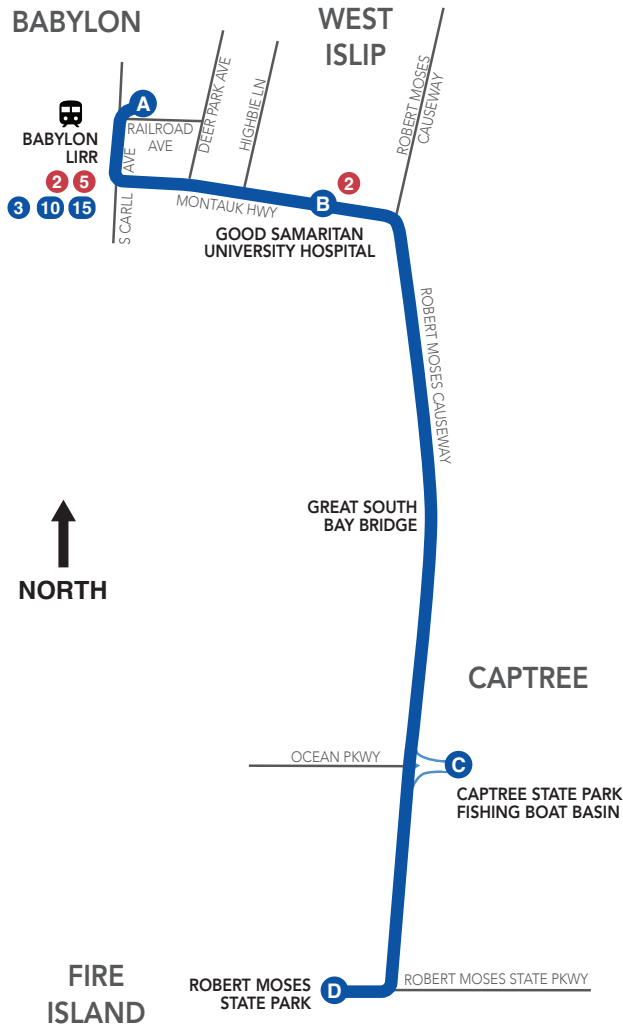 BABYLON
WEST
ISLIP
A
RAILROAD
AVE
DEER PARK AVE
HIGHBIE LN
ROBERT MOSES
CAUSEWAY
BABYLON
LIRR
2 5
3 10 15
S CARLL AVE
MONTAUK HWY
B
2
GOOD SAMARITAN
UNIVERSITY HOSPITAL
ROBERT MOSES CAUSEWAY
GREAT SOUTH
BAY BRIDGE
NORTH
CAPTREE
OCEAN PKWY
C
CAPTREE STATE PARK
FISHING BOAT BASIN
FIRE
ISLAND
ROBERT MOSES
STATE PARK
D
ROBERT MOSES STATE PKWY